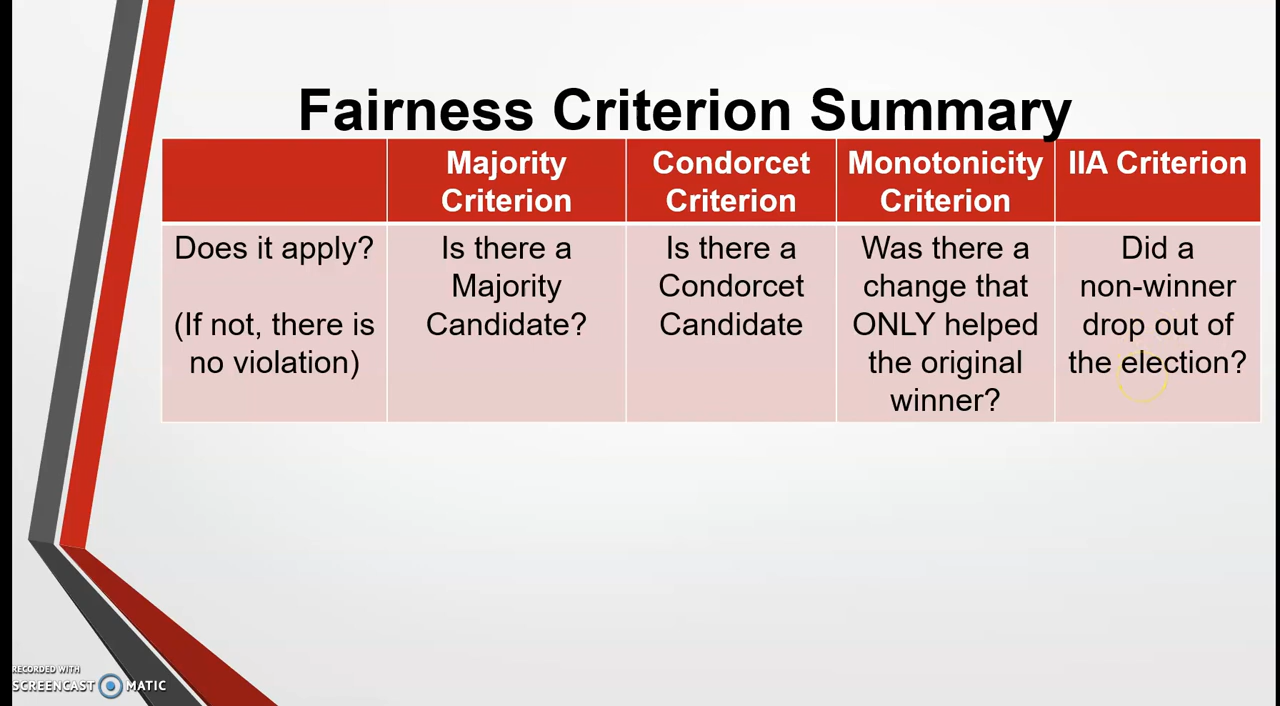 Fairness Criterion Summary
Majority Criterion
Condorcet Criterion
Monotonicity Criterion
IIA Criterion
Does it apply?
(If not, there is
no violation)
Is there a
Majority
Candidate?
Is there a
Condorcet
Candidate
Was there a
change that
ONLY helped
the original
winner?
Did a
non-winner
drop out of
the election?
RECORDED WITH
SCREENCAST MATIC